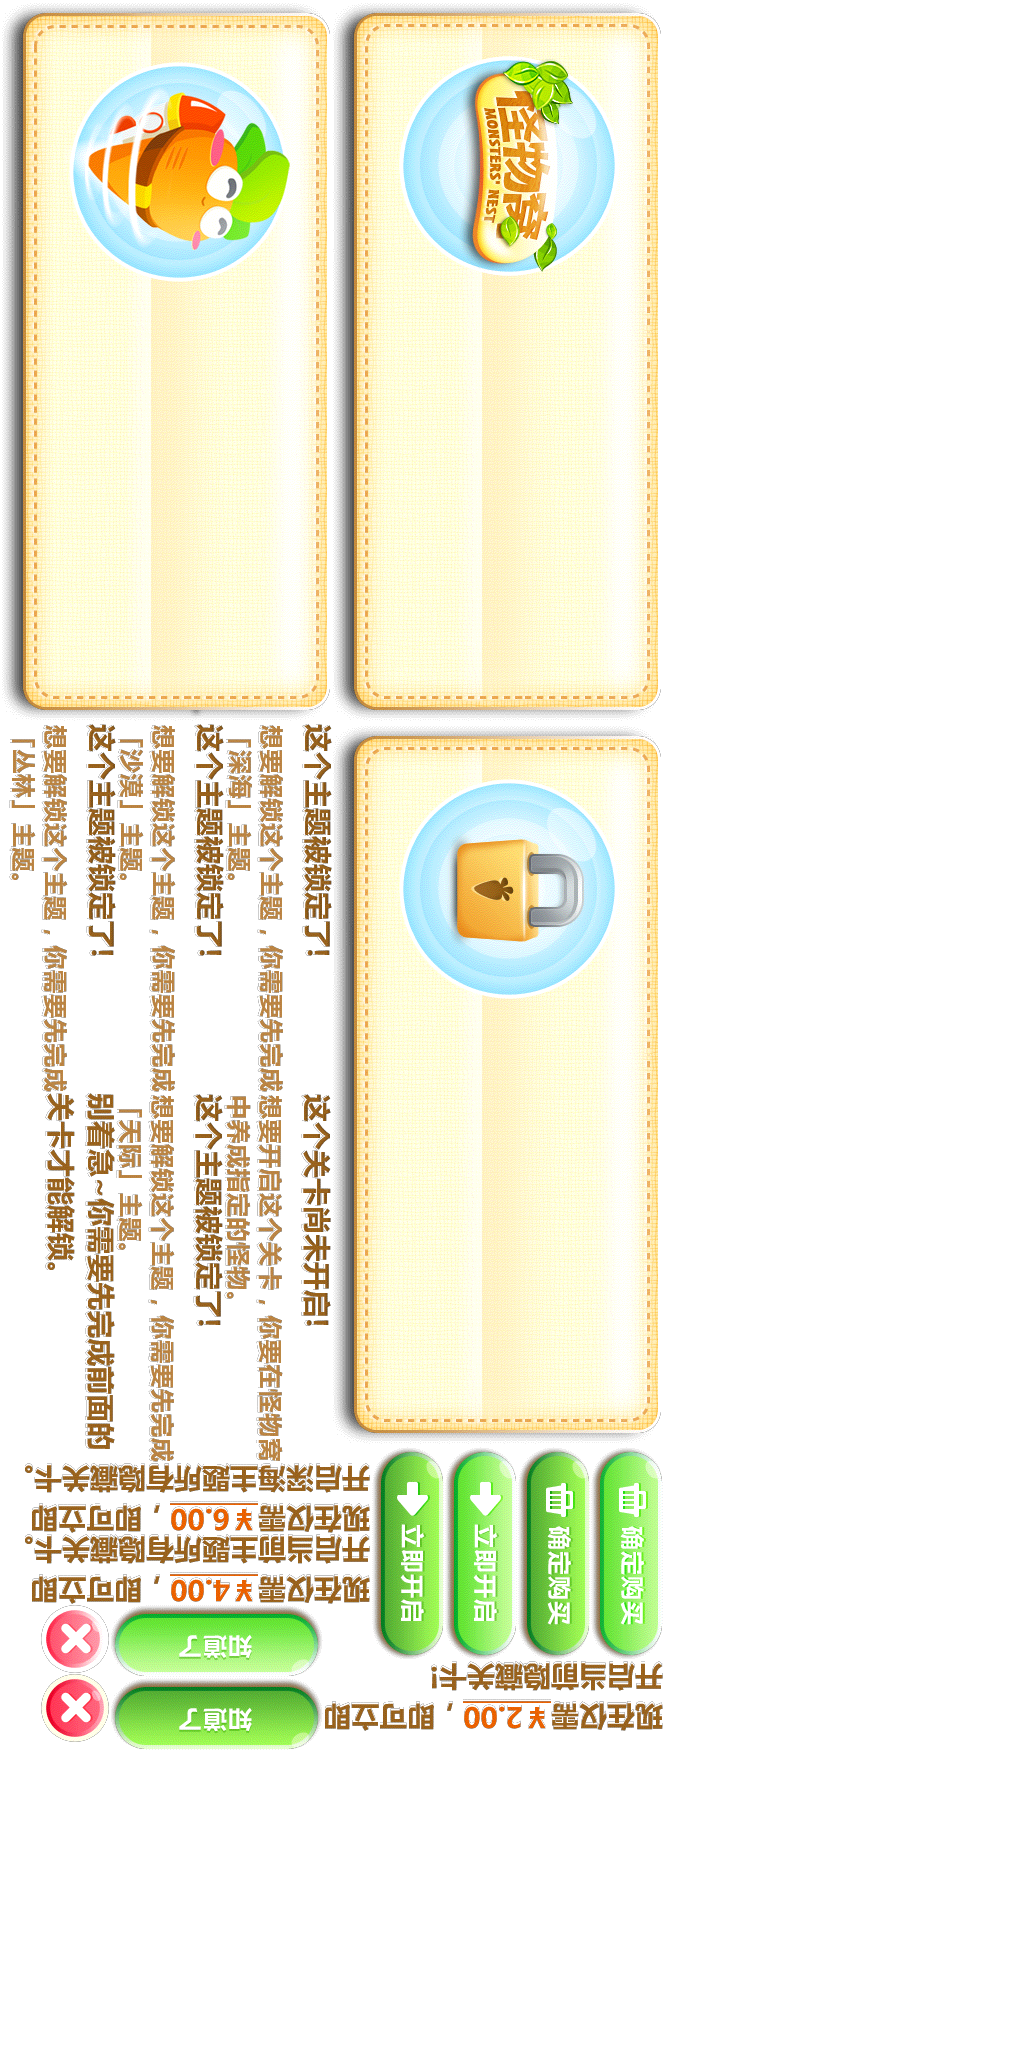 怪物窝
MONSTERS' NEST
这个主题被锁定了!
想要解锁这个主题，你需要先完成
「深海」主题。
这个主题被锁定了!
想要解锁这个主题，你需要先完成
「沙漠」主题。
这个主题被锁定了!
想要解锁这个主题，你需要先完成
「丛林」主题。
这个关卡尚未开启!
想要开启这个关卡，你要在怪物窝
中养成指定的怪物。
这个主题被锁定了!
想要解锁这个主题，你需要先完成
「天际」主题。
别着急~你需要先完成前面的
关卡才能解锁。
确定购买
确定购买
立即开启
立即开启
现在仅需¥6.00，即可立即
开启深海主题所有隐藏关卡。
现在仅需¥4.00，即可立即
开启当前主题所有隐藏关卡。
知道了
知道了
现在仅需¥2.00，即可立即
开启当前隐藏关卡!